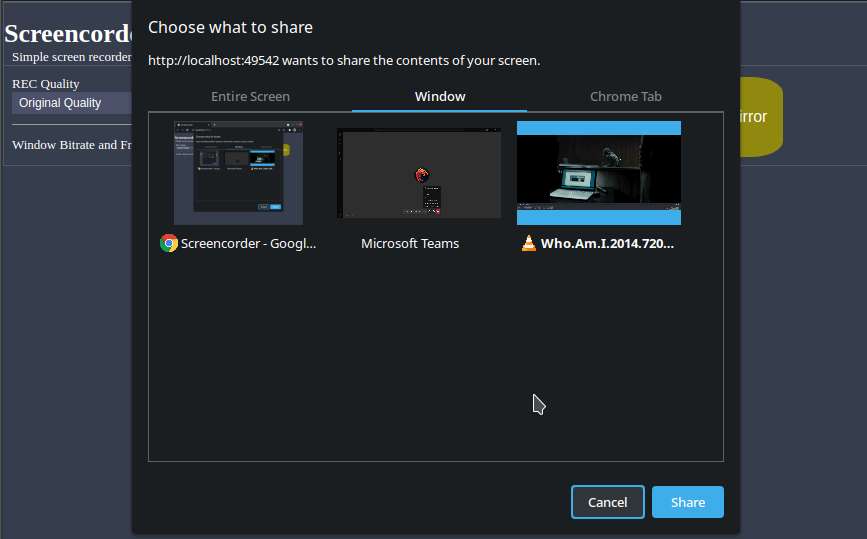 Screencord
Simple screen recorder
REC Quality
Original Quality
Window Bitrate and Fr
irror
Choose what to share
http://localhost:49542 wants to share the contents of your screen.
Entire Screen
Window
Chrome Tab
Screencorder - Googl...
Microsoft Teams
Who.Am.I.2014.720...
Cancel
Share